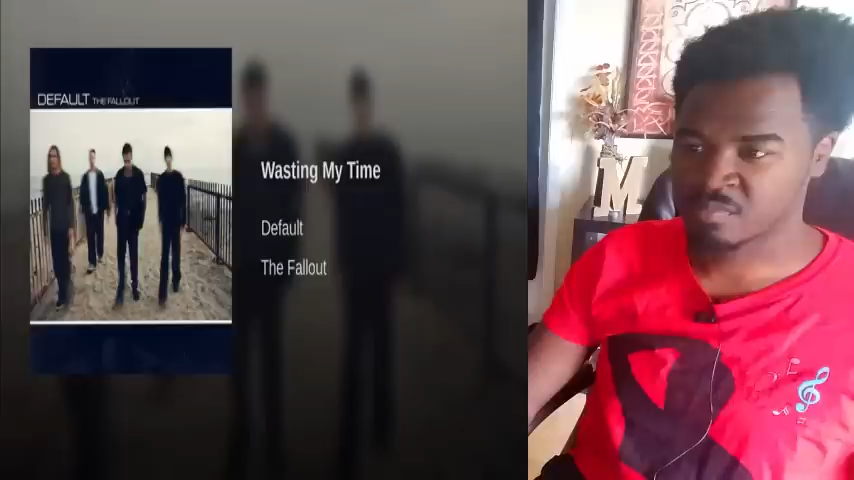 DEFAULT THE FALLOUT
Wasting My Time
Default
The Fallout
M